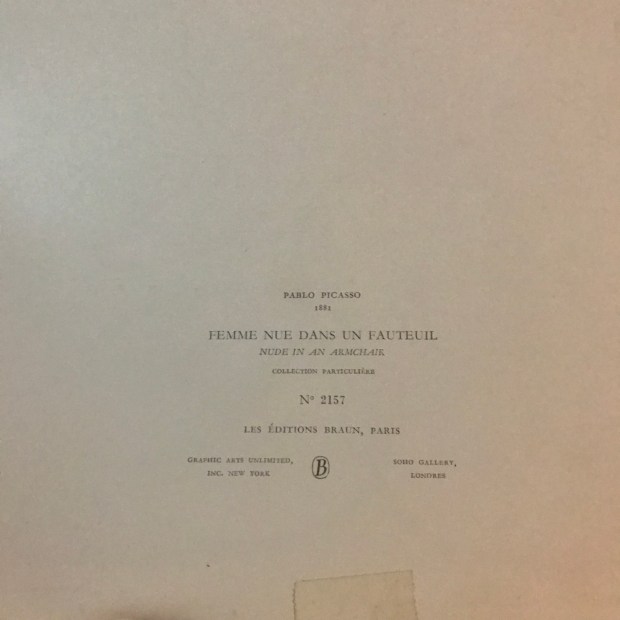 PABLO PICASSO
1881
FEMME NUE DANS UN FAUTEUIL
NUDE IN AN ARMCHAIR
COLLECTION PARTICULIÈRE
Nº 2157
LES ÉDITIONS BRAUN, PARIS
GRAPHIC ARTS UNLIMITED,
INC. NEW YORK
B
SOHO GALLERY,
LONDRES